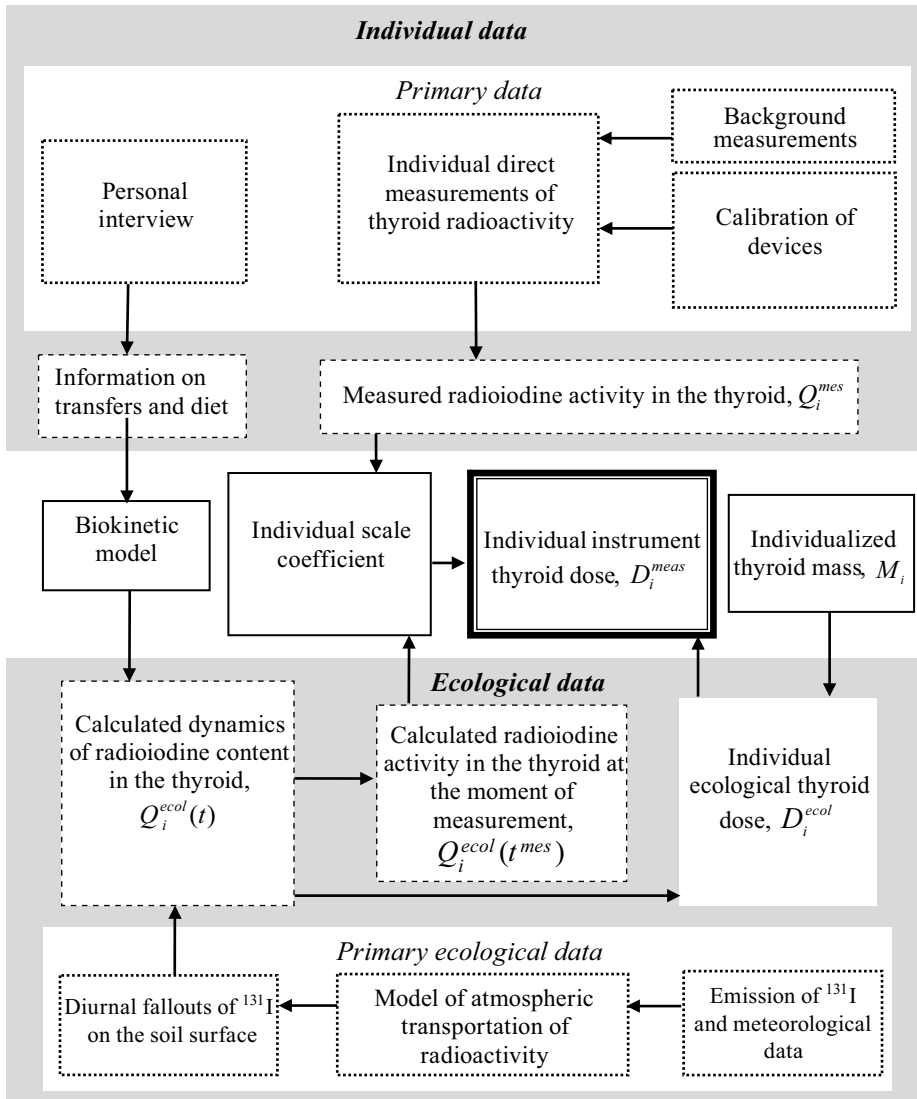 Individual data
Primary data
Personal
interview
Individual direct
measurements of
thyroid radioactivity
Background
measurements
Calibration of
devices
Information on
transfers and diet
Measured radioiodine activity in the thyroid, Q_i^{mes}
Biokinetic
model
Individual scale
coefficient
Individual instrument
thyroid dose, D_i^{meas}
Individualized
thyroid mass, M_i
Ecological data
Calculated dynamics
of radioiodine content
in the thyroid,
Q_i^{ecol}(t)
Calculated radioiodine
activity in the thyroid at
the moment of
measurement,
Q_i^{ecol}(t^{mes})
Individual
ecological thyroid
dose, D_i^{ecol}
Primary ecological data
Diurnal fallouts of ¹³¹I
on the soil surface
Model of atmospheric
transportation of
radioactivity
Emission of ¹³¹I
and meteorological
data